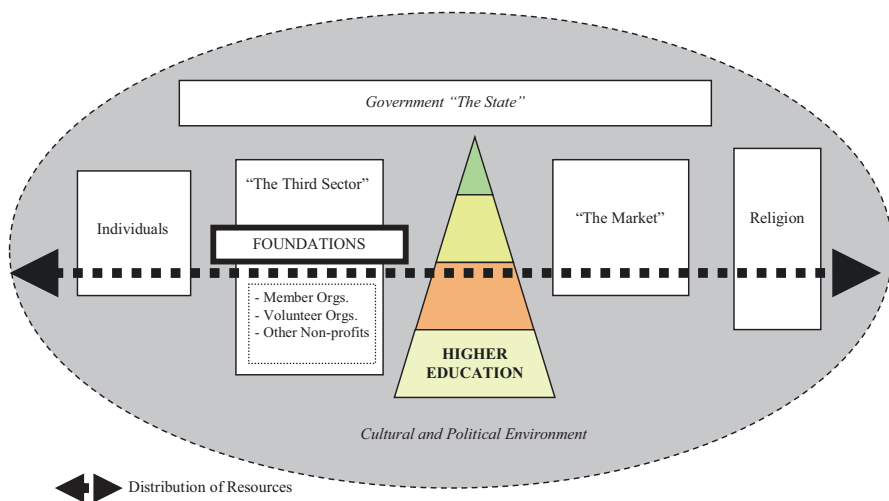 Government “The State”
“The Third Sector”
Individuals
FOUNDATIONS
“The Market”
Religion
- Member Orgs.
- Volunteer Orgs.
- Other Non-profits
HIGHER
EDUCATION
Cultural and Political Environment
Distribution of Resources